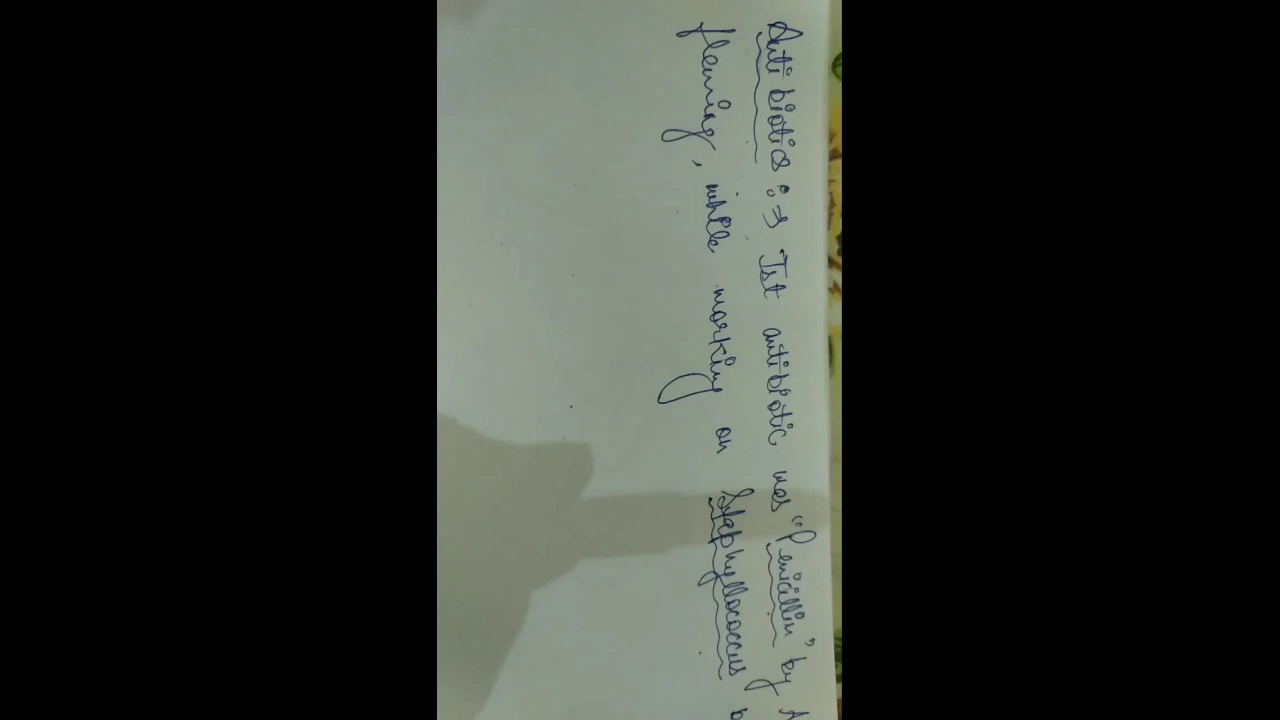 Antibiotics :⇒ Ist antibiotic was "Penicillin" by A
fleming, while working on Staphyllococcus b